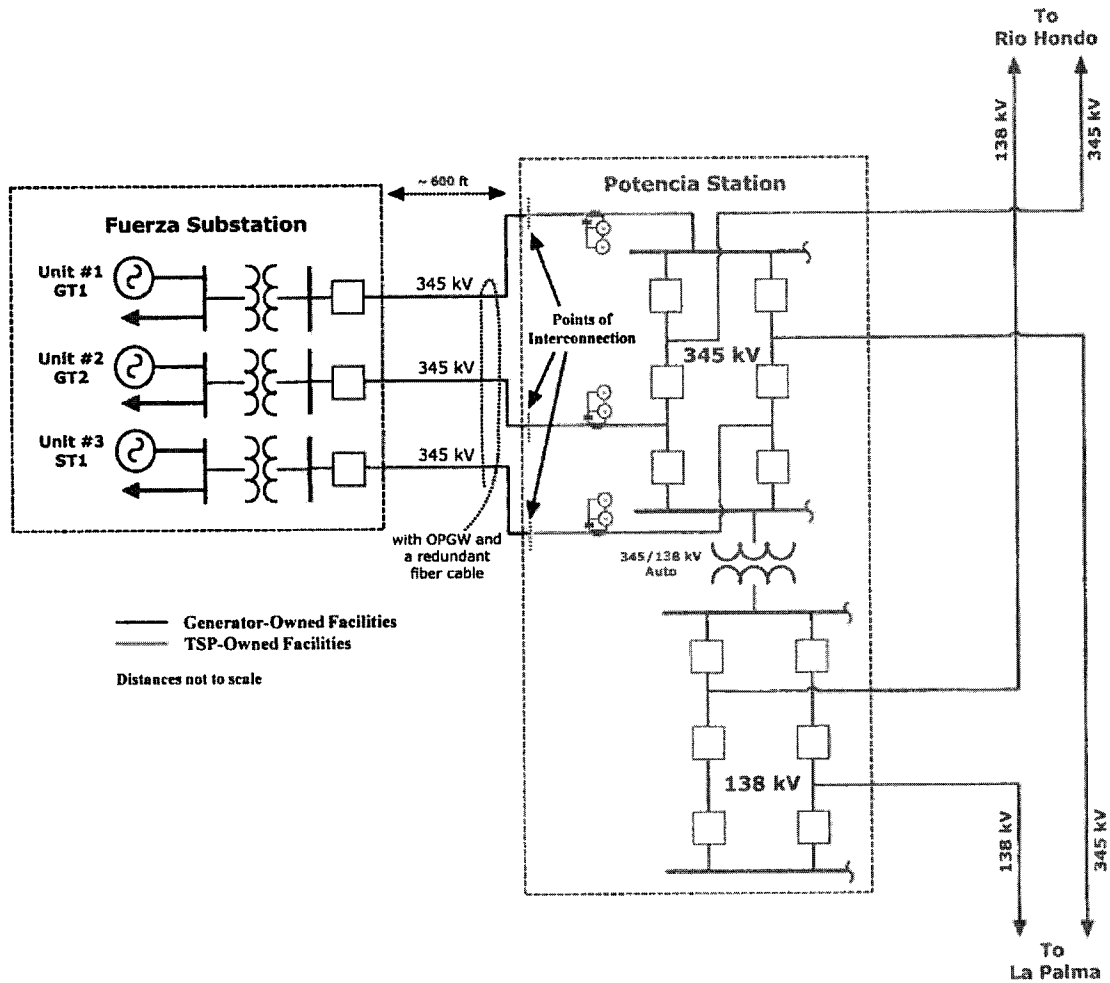 To
Rio Hondo
138 kV
345 kV
~ 600 ft
Potencia Station
Fuerza Substation
Unit #1
GT1
345 kV
Points of
Interconnection
345 kV
Unit #2
GT2
345 kV
Unit #3
ST1
345 kV
with OPGW and
a redundant
fiber cable
345/138 kV
Auto
Generator-Owned Facilities
TSP-Owned Facilities
Distances not to scale
138 kV
138 kV
345 kV
To
La Palma